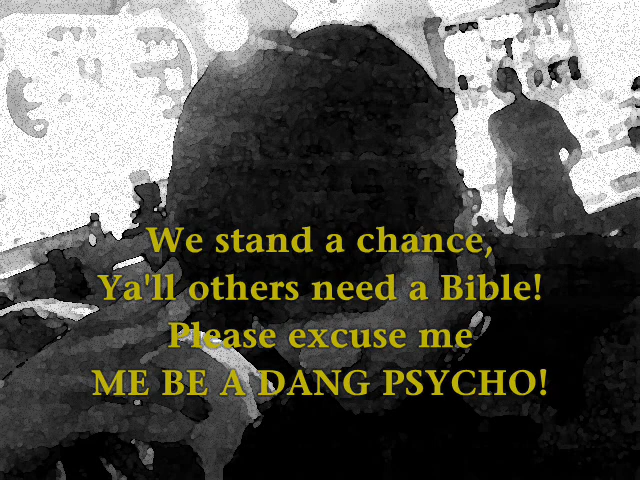 We stand a chance,
Ya'll others need a Bible!
Please excuse me
ME BE A DANG PSYCHO!